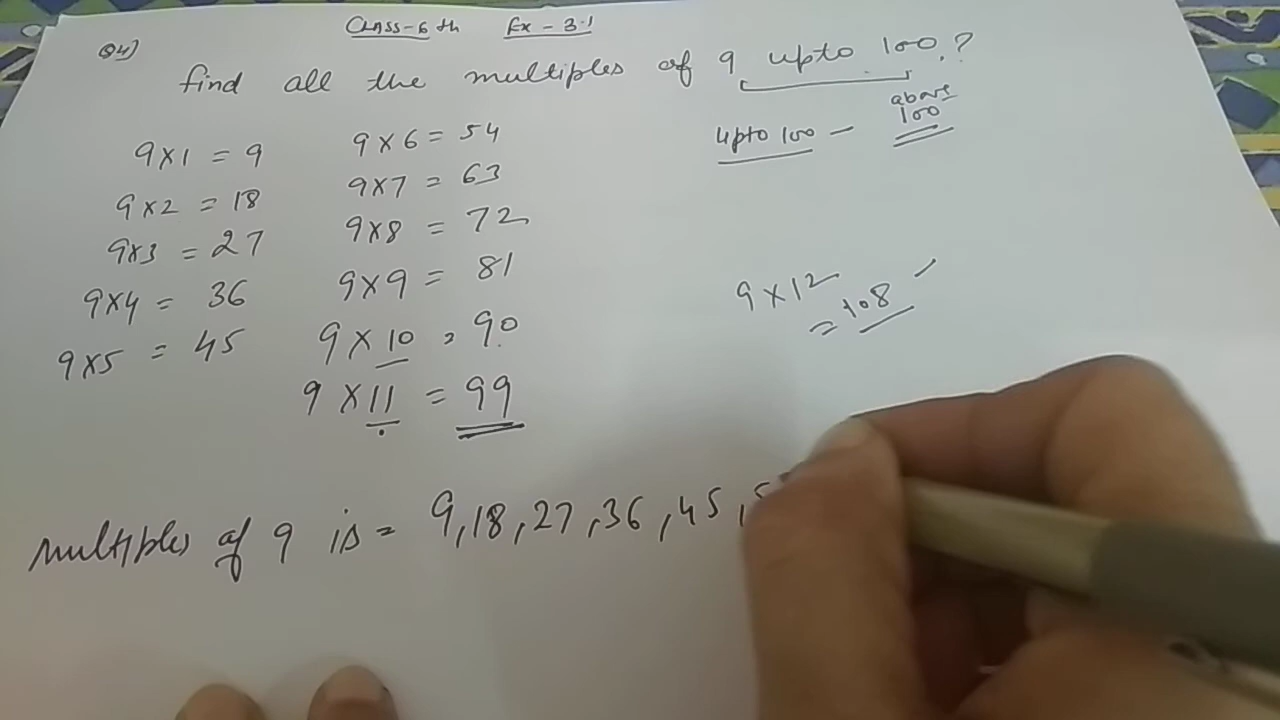 Class-6th Ex-3.1
Q4)
find all the multiples of 9 upto 100.?
9x1 = 9
9x2 = 18
9x3 = 27
9x4 = 36
9x5 = 45
9x6 = 54
9x7 = 63
9x8 = 72
9x9 = 81
9x10 = 90
9x11 = 99
upto 100 - above 100
9x12
= 108
multiples of 9 is = 9,18,27,36,45,5